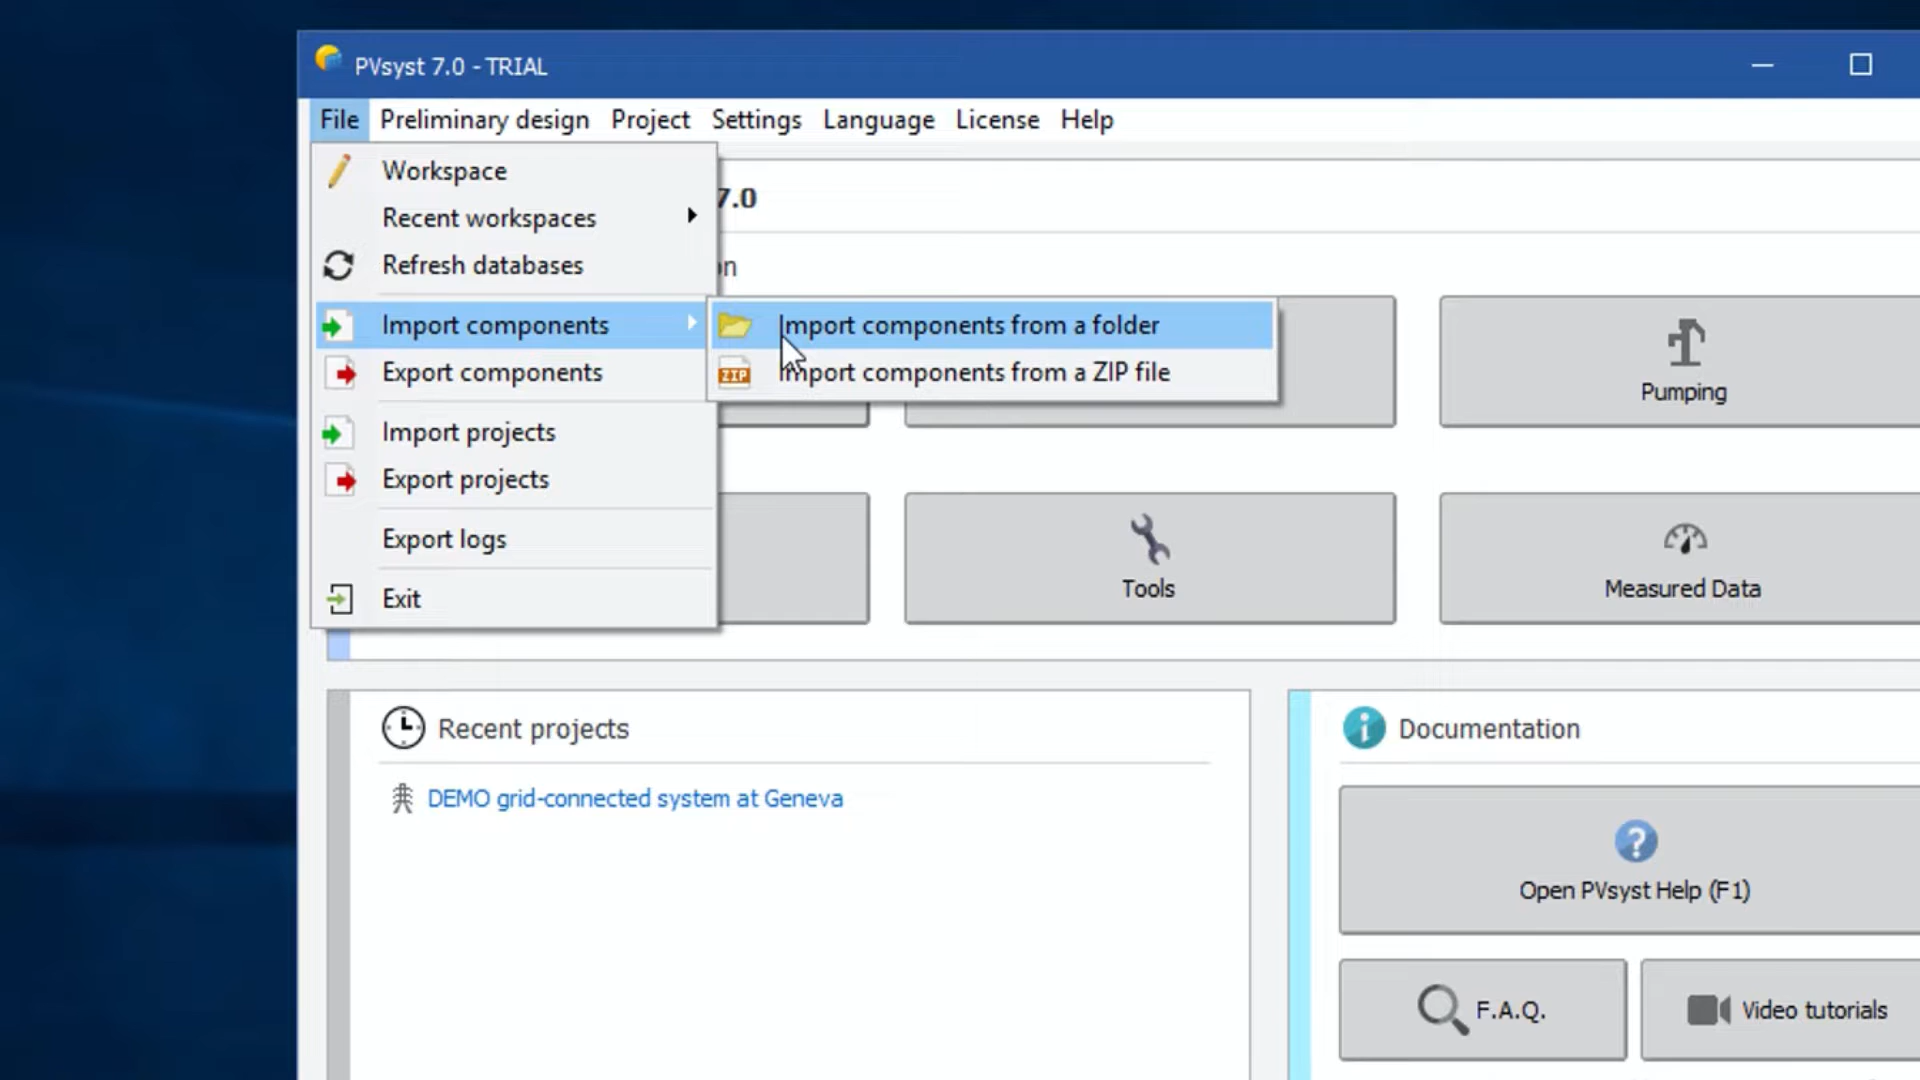 PVsyst 7.0 - TRIAL
File Preliminary design Project Settings Language License Help
Workspace
7.0
Recent workspaces
Refresh databases
Import components
Import components from a folder
Export components
Import components from a ZIP file
Pumping
Import projects
Export projects
Export logs
Exit
Tools
Measured Data
Recent projects
DEMO grid-connected system at Geneva
Documentation
Open PVsyst Help (F1)
F.A.Q.
Video tutorials